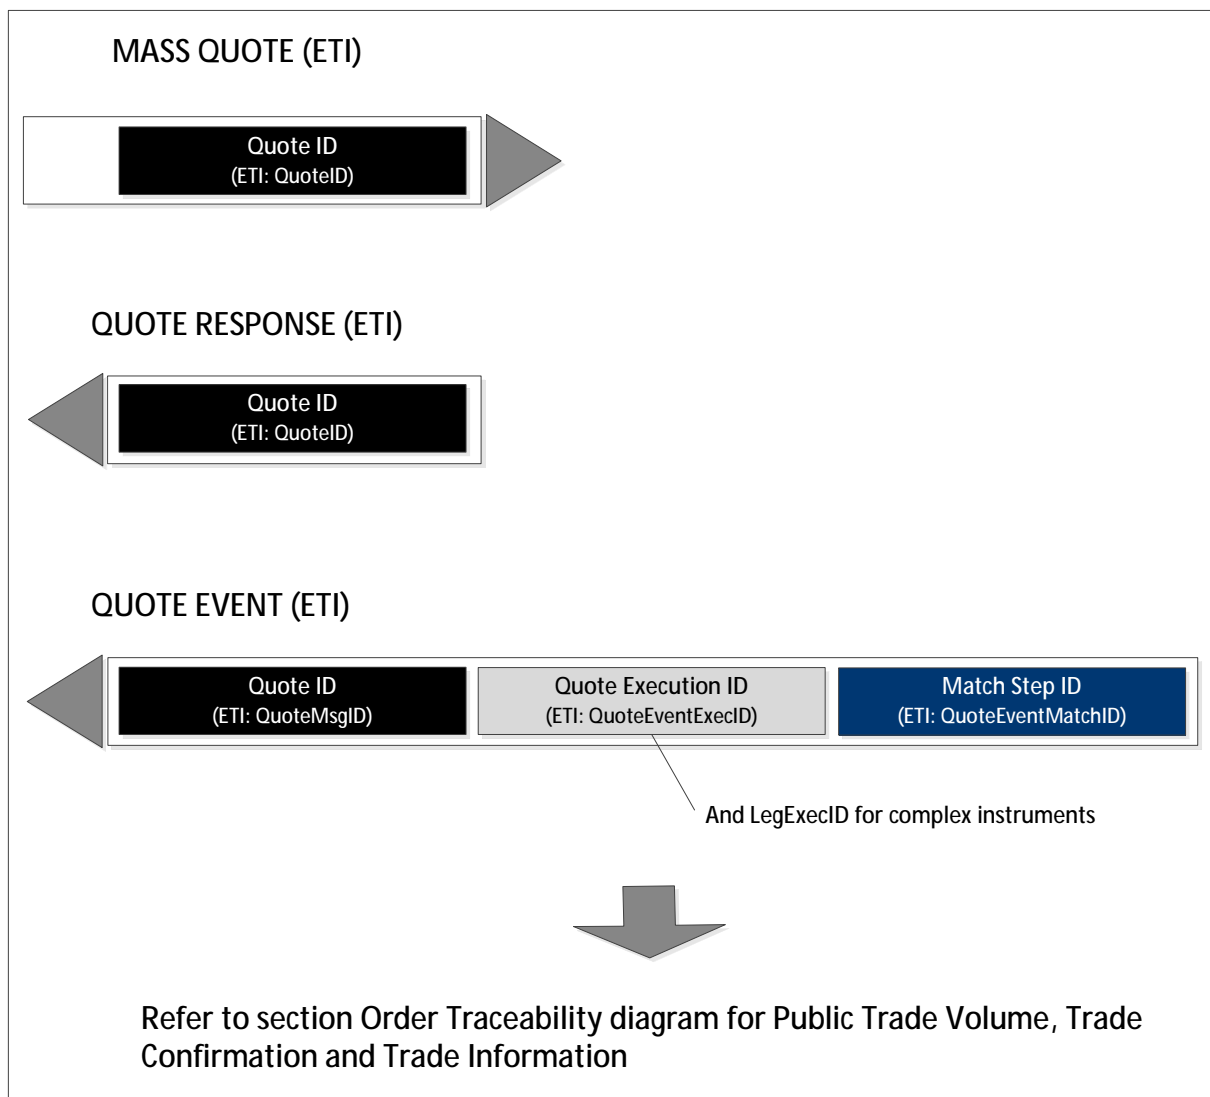 MASS QUOTE (ETI)
Quote ID
(ETI: QuoteID)
QUOTE RESPONSE (ETI)
Quote ID
(ETI: QuoteID)
QUOTE EVENT (ETI)
Quote ID
(ETI: QuoteMsgID)
Quote Execution ID
(ETI: QuoteEventExecID)
Match Step ID
(ETI: QuoteEventMatchID)
And LegExecID for complex instruments
Refer to section Order Traceability diagram for Public Trade Volume, Trade
Confirmation and Trade Information